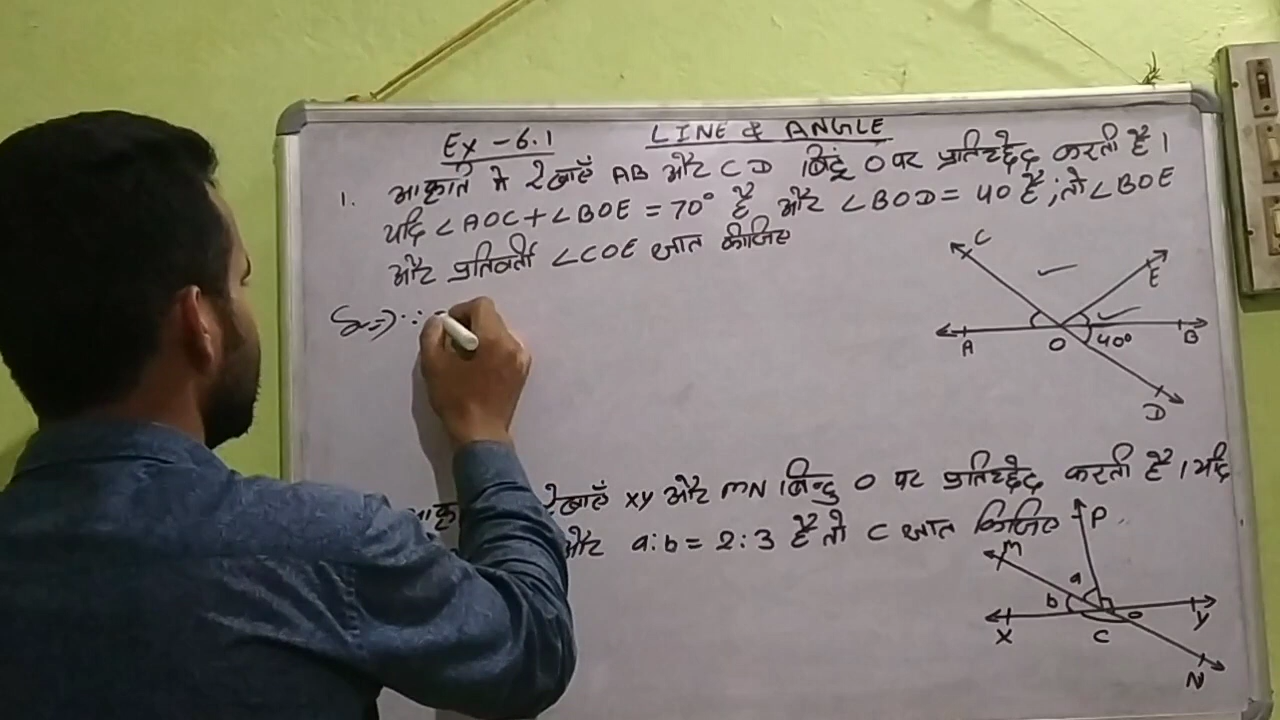 Ex - 6.1 LINE & ANGLE
1. आकृति मे रेखाएँ AB और CD बिंदु O पर प्रतिच्छेद करती हैं।
यदि ∠AOC + ∠BOE = 70° है और ∠BOD = 40 है, तो ∠BOE
और प्रतिवर्ती ∠COE ज्ञात कीजिए
C
E
A
O
40°
B
D
रेखाएँ XY और MN बिन्दु O पर प्रतिच्छेद करती है। यदि
और a:b = 2:3 है तो C ज्ञात किजिए
P
M
a
b
X
C
O
Y
N